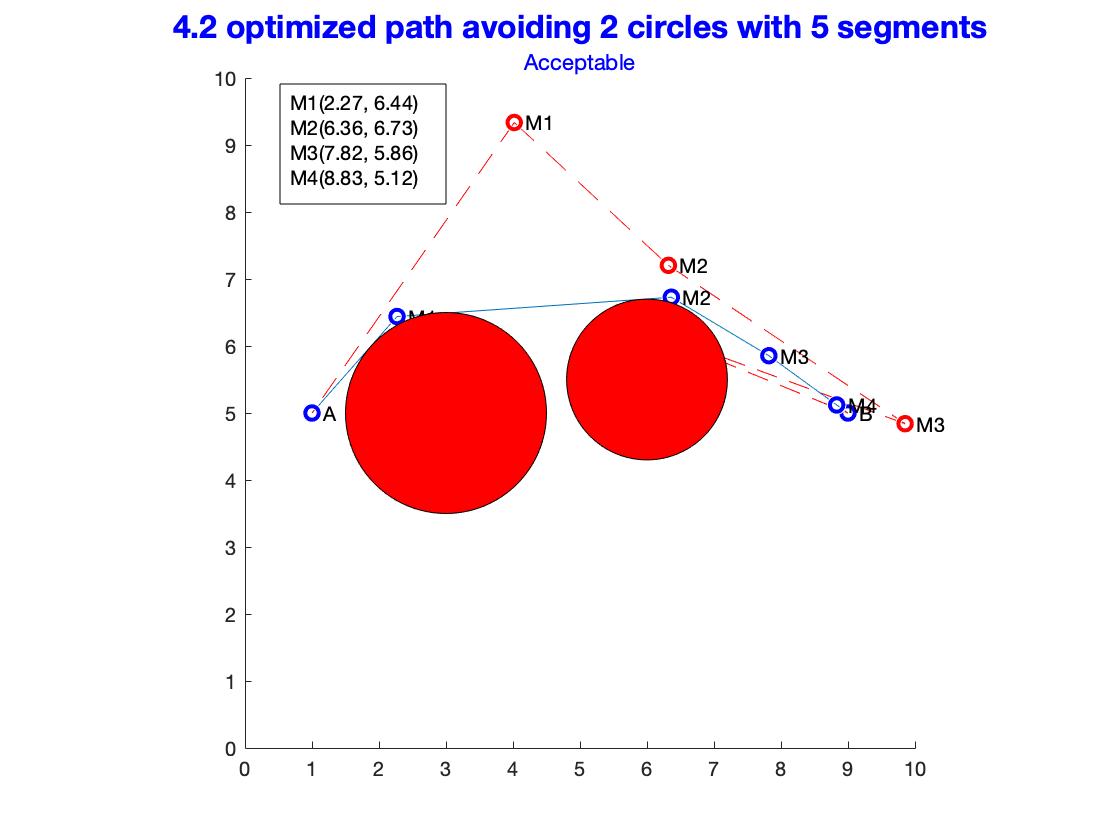 4.2 optimized path avoiding 2 circles with 5 segments
Acceptable
M1(2.27, 6.44)
M2(6.36, 6.73)
M3(7.82, 5.86)
M4(8.83, 5.12)
10
9
8
7
6
5
4
3
2
1
0
M1
M2
M2
M1
M3
M4
A
B
M3
0 1 2 3 4 5 6 7 8 9 10